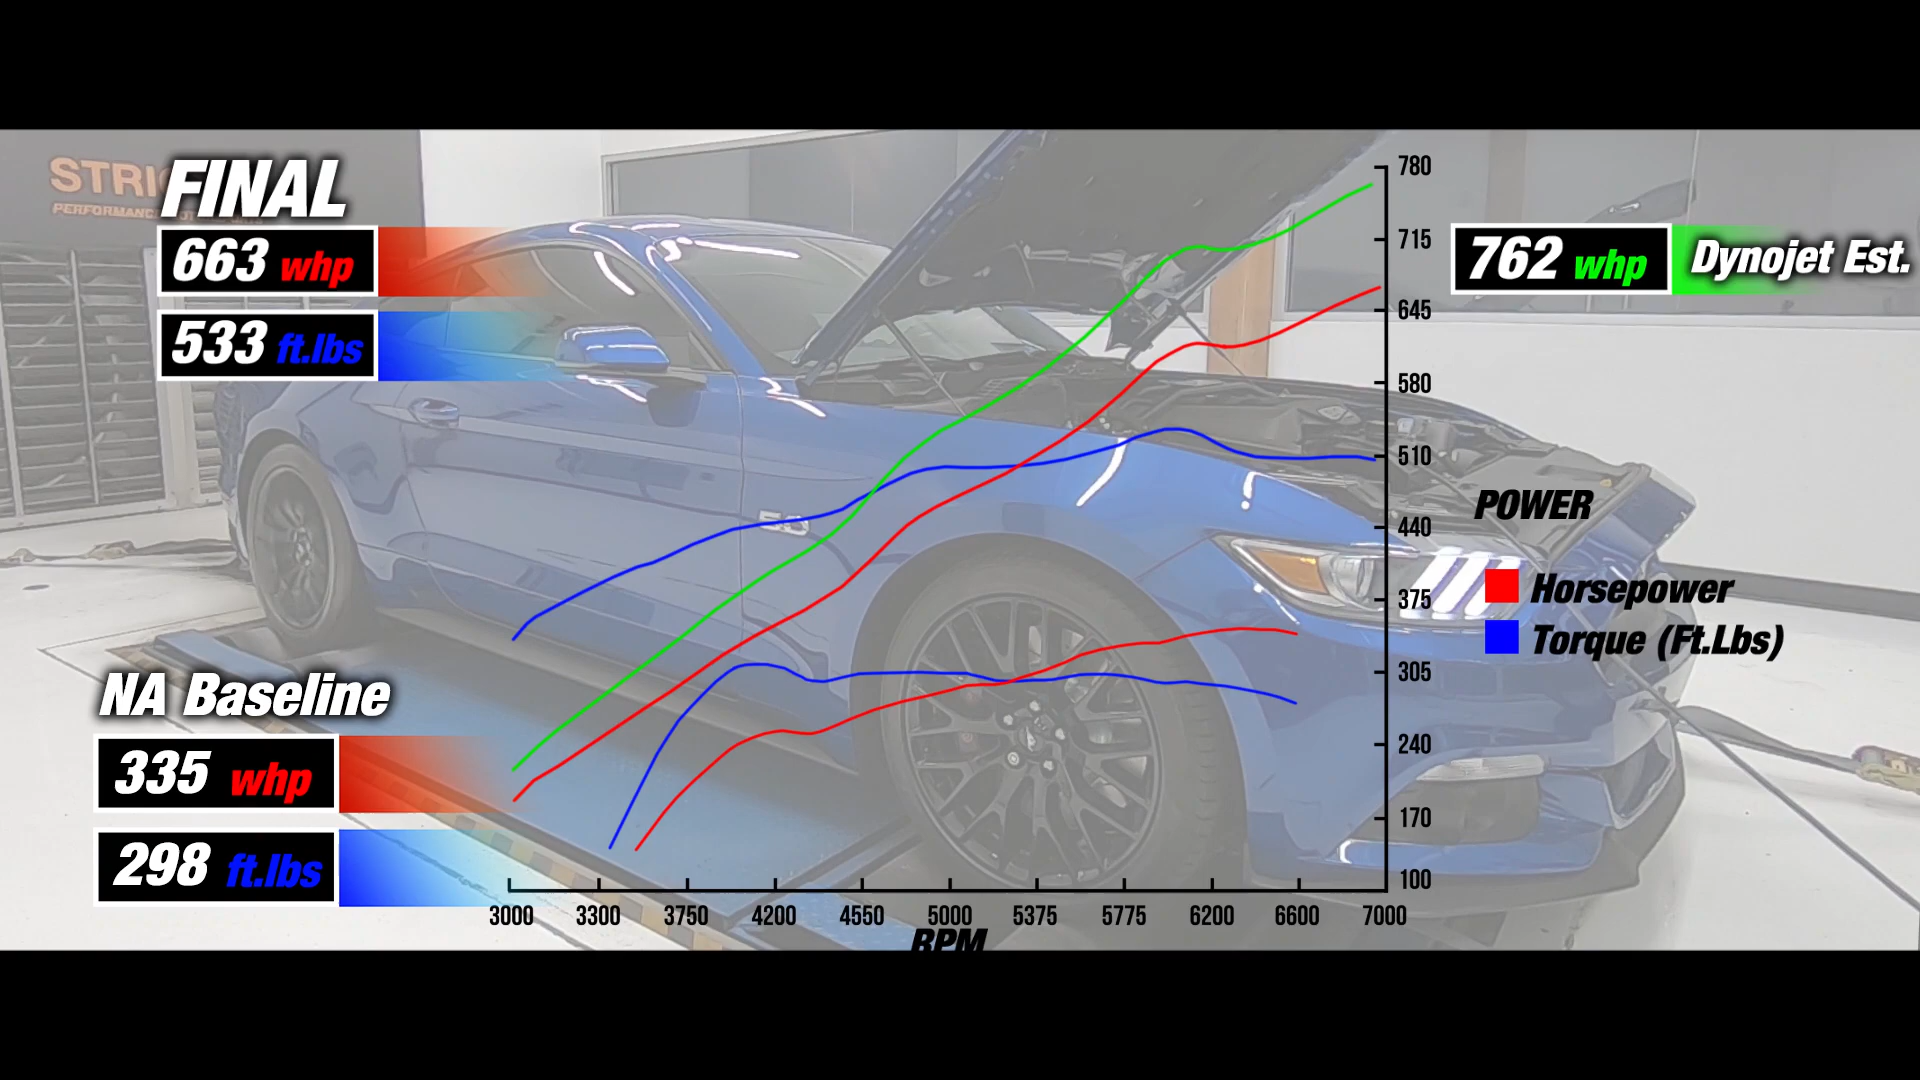 FINAL
663 whp
533 ft.lbs
762 whp Dynojet Est.
NA Baseline
335 whp
298 ft.lbs
780
715
645
580
510
440
375
305
240
170
100
POWER
Horsepower
Torque (Ft.Lbs)
3000 3300 3750 4200 4550 5000 5375 5775 6200 6600 7000
RPM
5.0